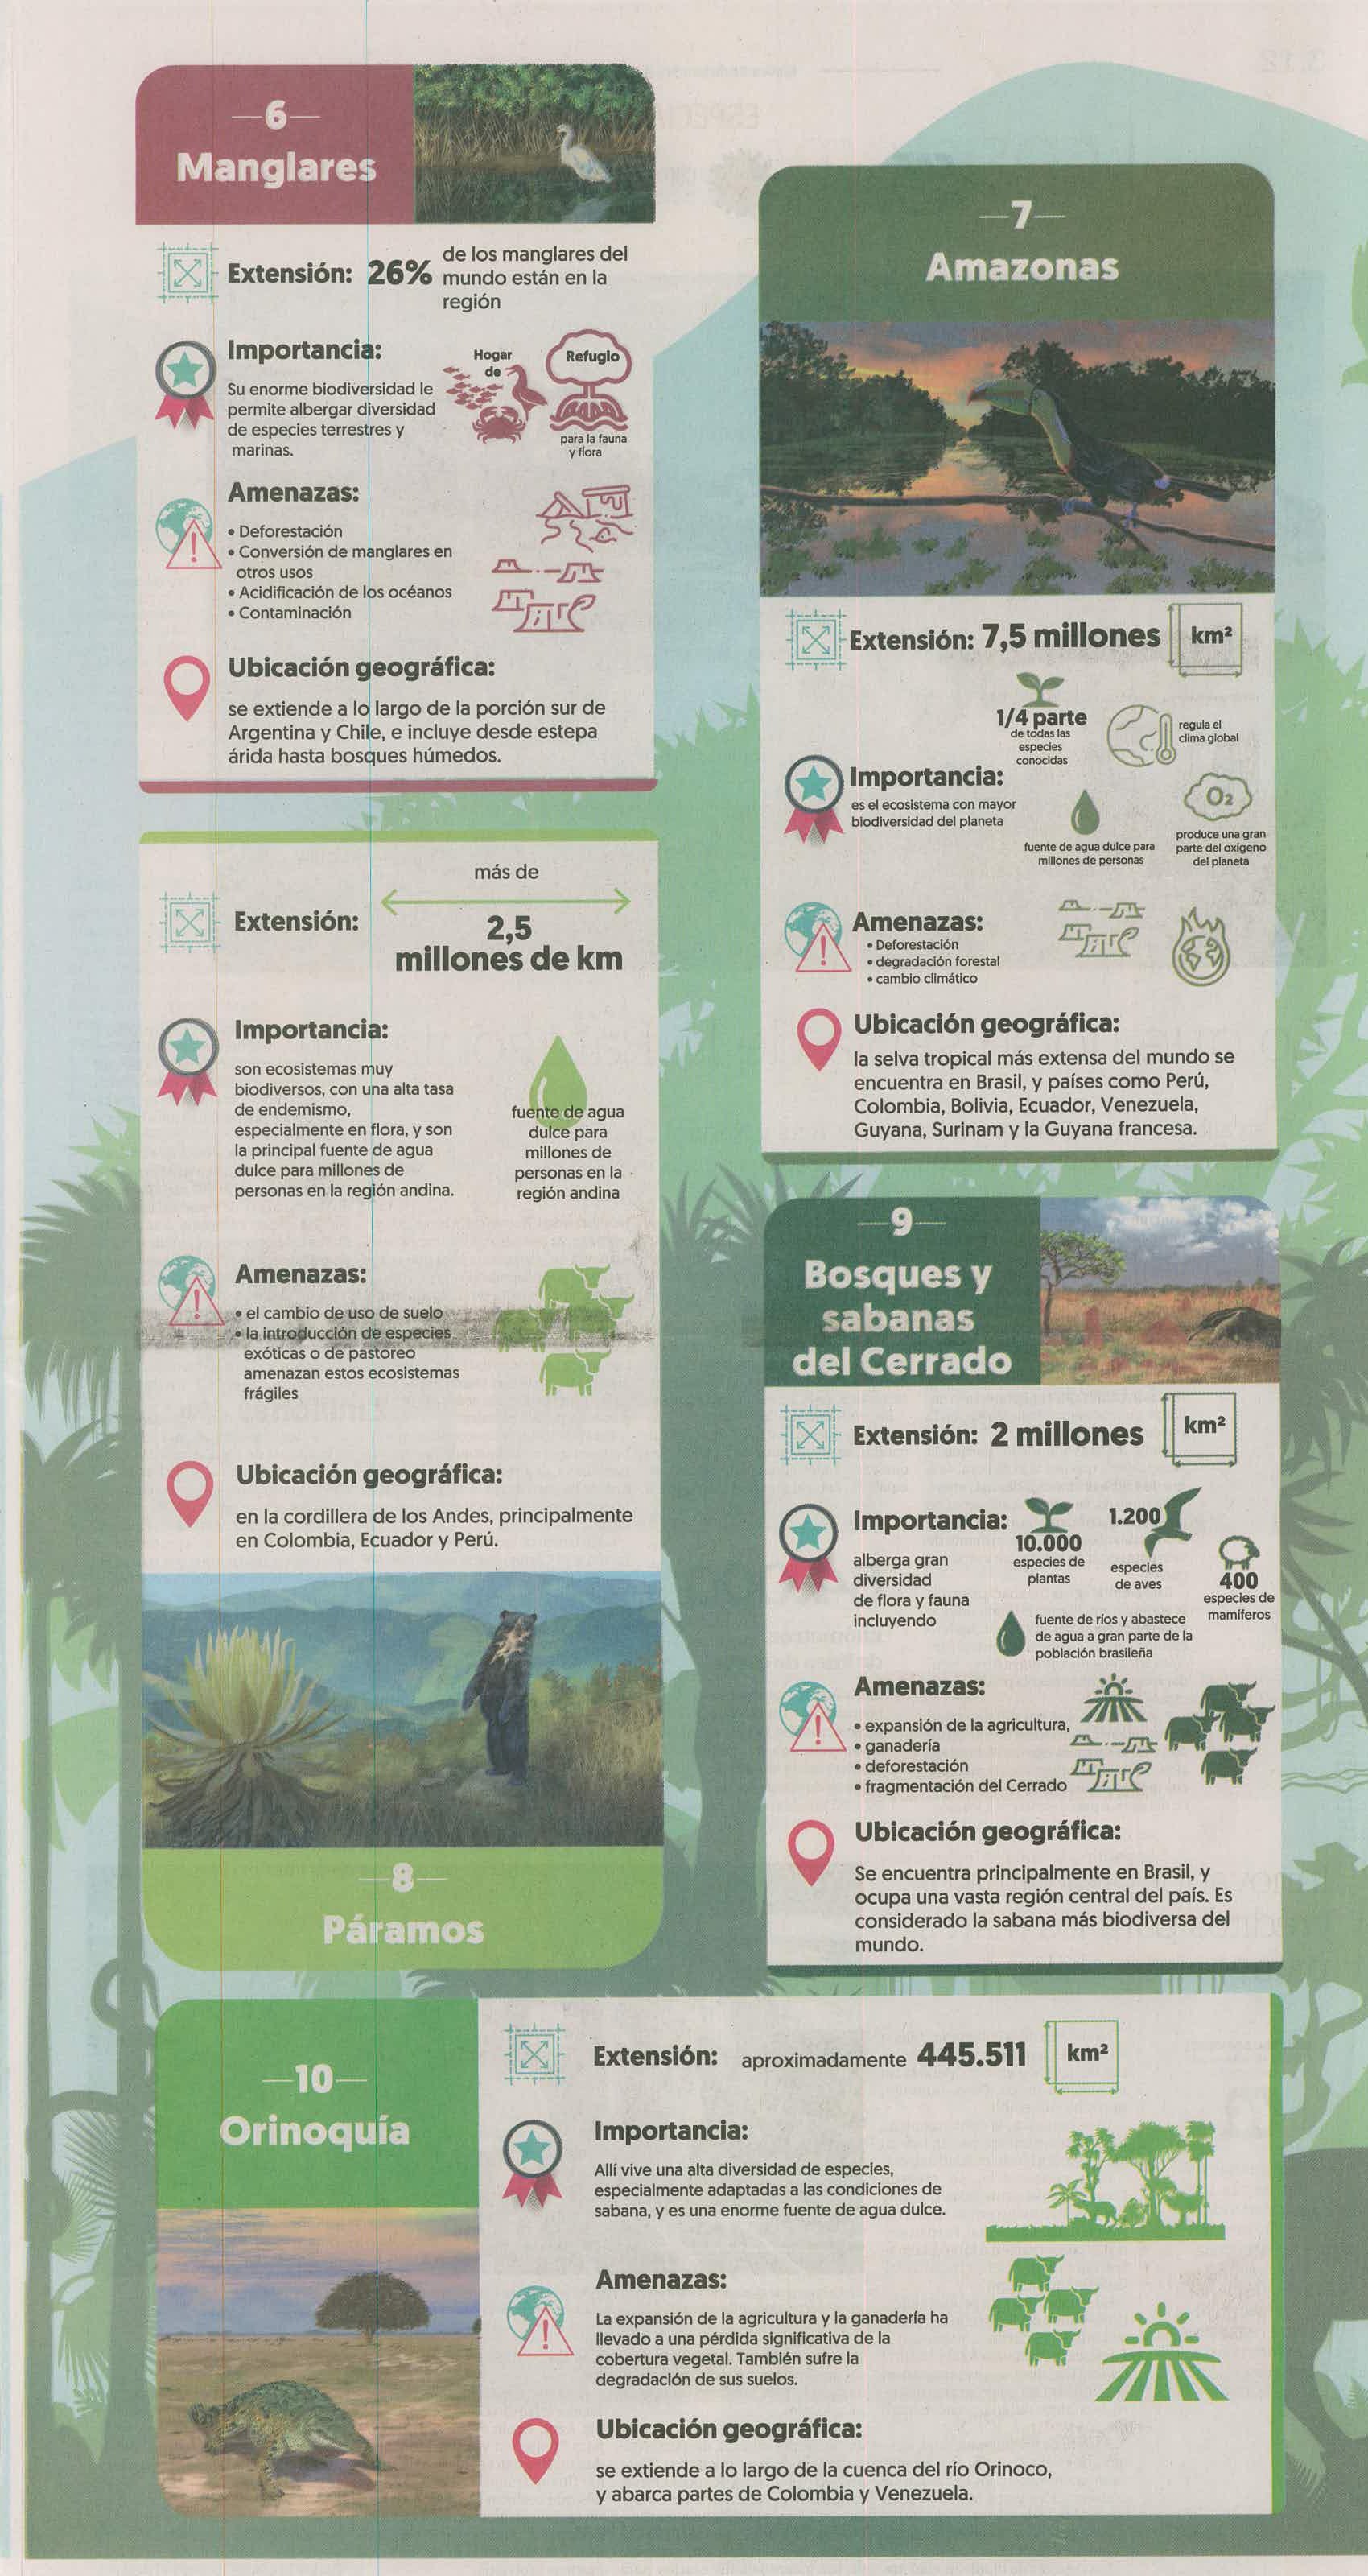 —6—
Manglares
Extensión: 26% de los manglares del
mundo están en la
región
Importancia:
Su enorme biodiversidad le
permite albergar diversidad
de especies terrestres y
marinas.
Hogar
de
Refugio
para la fauna
y flora
Amenazas:
• Deforestación
• Conversión de manglares en
otros usos
• Acidificación de los océanos
• Contaminación
Ubicación geográfica:
se extiende a lo largo de la porción sur de
Argentina y Chile, e incluye desde estepa
árida hasta bosques húmedos.
—7—
Amazonas
Extensión: 7,5 millones km²
1/4 parte
de todas las
especies
conocidas
regula el
clima global
Importancia:
es el ecosistema con mayor
biodiversidad del planeta
fuente de agua dulce para
millones de personas
O2
produce una gran
parte del oxígeno
del planeta
Amenazas:
• Deforestación
• degradación forestal
• cambio climático
Ubicación geográfica:
la selva tropical más extensa del mundo se
encuentra en Brasil, y países como Perú,
Colombia, Bolivia, Ecuador, Venezuela,
Guyana, Surinam y la Guyana francesa.
Extensión:
más de
2,5
millones de km
Importancia:
son ecosistemas muy
biodiversos, con una alta tasa
de endemismo,
especialmente en flora, y son
la principal fuente de agua
dulce para millones de
personas en la región andina.
fuente de agua
dulce para
millones de
personas en la
región andina
Amenazas:
• el cambio de uso de suelo
• la introducción de especies
exóticas o de pastoreo
amenazan estos ecosistemas
frágiles
Ubicación geográfica:
en la cordillera de los Andes, principalmente
en Colombia, Ecuador y Perú.
—8—
Páramos
—9—
Bosques y
sabanas
del Cerrado
Extensión: 2 millones km²
Importancia:
alberga gran
diversidad
de flora y fauna
incluyendo
10.000
especies de
plantas
1.200
especies
de aves
400
especies de
mamíferos
fuente de ríos y abastece
de agua a gran parte de la
población brasileña
Amenazas:
• expansión de la agricultura,
• ganadería
• deforestación
• fragmentación del Cerrado
Ubicación geográfica:
Se encuentra principalmente en Brasil, y
ocupa una vasta región central del país. Es
considerado la sabana más biodiversa del
mundo.
—10—
Orinoquía
Extensión: aproximadamente 445.511 km²
Importancia:
Allí vive una alta diversidad de especies,
especialmente adaptadas a las condiciones de
sabana, y es una enorme fuente de agua dulce.
Amenazas:
La expansión de la agricultura y la ganadería ha
llevado a una pérdida significativa de la
cobertura vegetal. También sufre la
degradación de sus suelos.
Ubicación geográfica:
se extiende a lo largo de la cuenca del río Orinoco,
y abarca partes de Colombia y Venezuela.